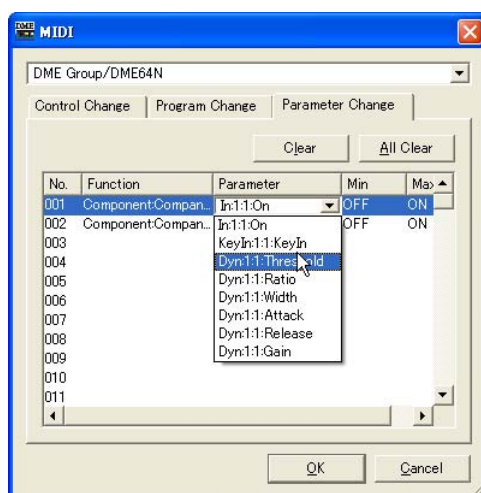 DME MIDI
DME Group/DME64N
Control Change Program Change Parameter Change
Clear All Clear
No. Function Parameter Min Max
001 Component:Compan... In:1:1:On OFF ON
002 Component:Compan... In:1:1:On OFF ON
003 KeyIn:1:1:KeyIn
004 Dyn:1:1:Threshold
005 Dyn:1:1:Ratio
006 Dyn:1:1:Width
007 Dyn:1:1:Attack
008 Dyn:1:1:Release
009 Dyn:1:1:Gain
010
011
OK Cancel